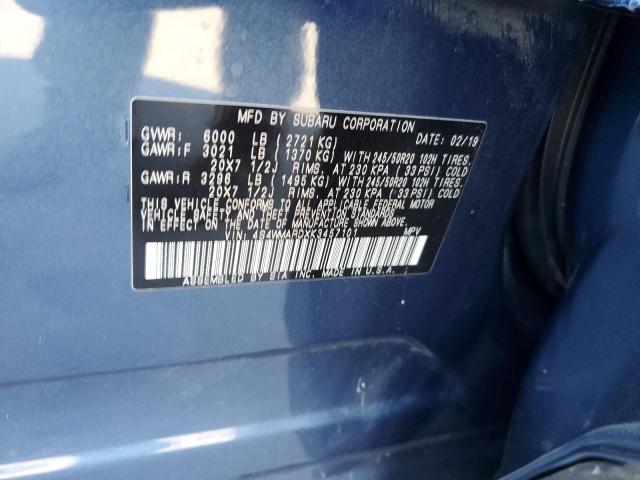 MFD BY SUBARU CORPORATION
GVWR: 6000 LB (2721 KG) DATE: 02/19
GAWR:F 3021 LB (1370 KG) WITH 245/50R20 102H TIRES.
20X7 1/2J RIMS. AT 230 KPA (33 PSI) COLD
GAWR:R 3296 LB (1495 KG) WITH 245/50R20 102H TIRES.
20X7 1/2J RIMS. AT 230 KPA (33 PSI) COLD
THIS VEHICLE CONFORMS TO ALL APPLICABLE FEDERAL MOTOR
VEHICLE SAFETY AND THEFT PREVENTION STANDARDS
IN EFFECT ON THE DATE OF MANUFACTURE SHOWN ABOVE.
VIN: 4S4WMARDXK3457101 MPV
ASSEMBLED BY SIA INC. MADE IN U.S.A.